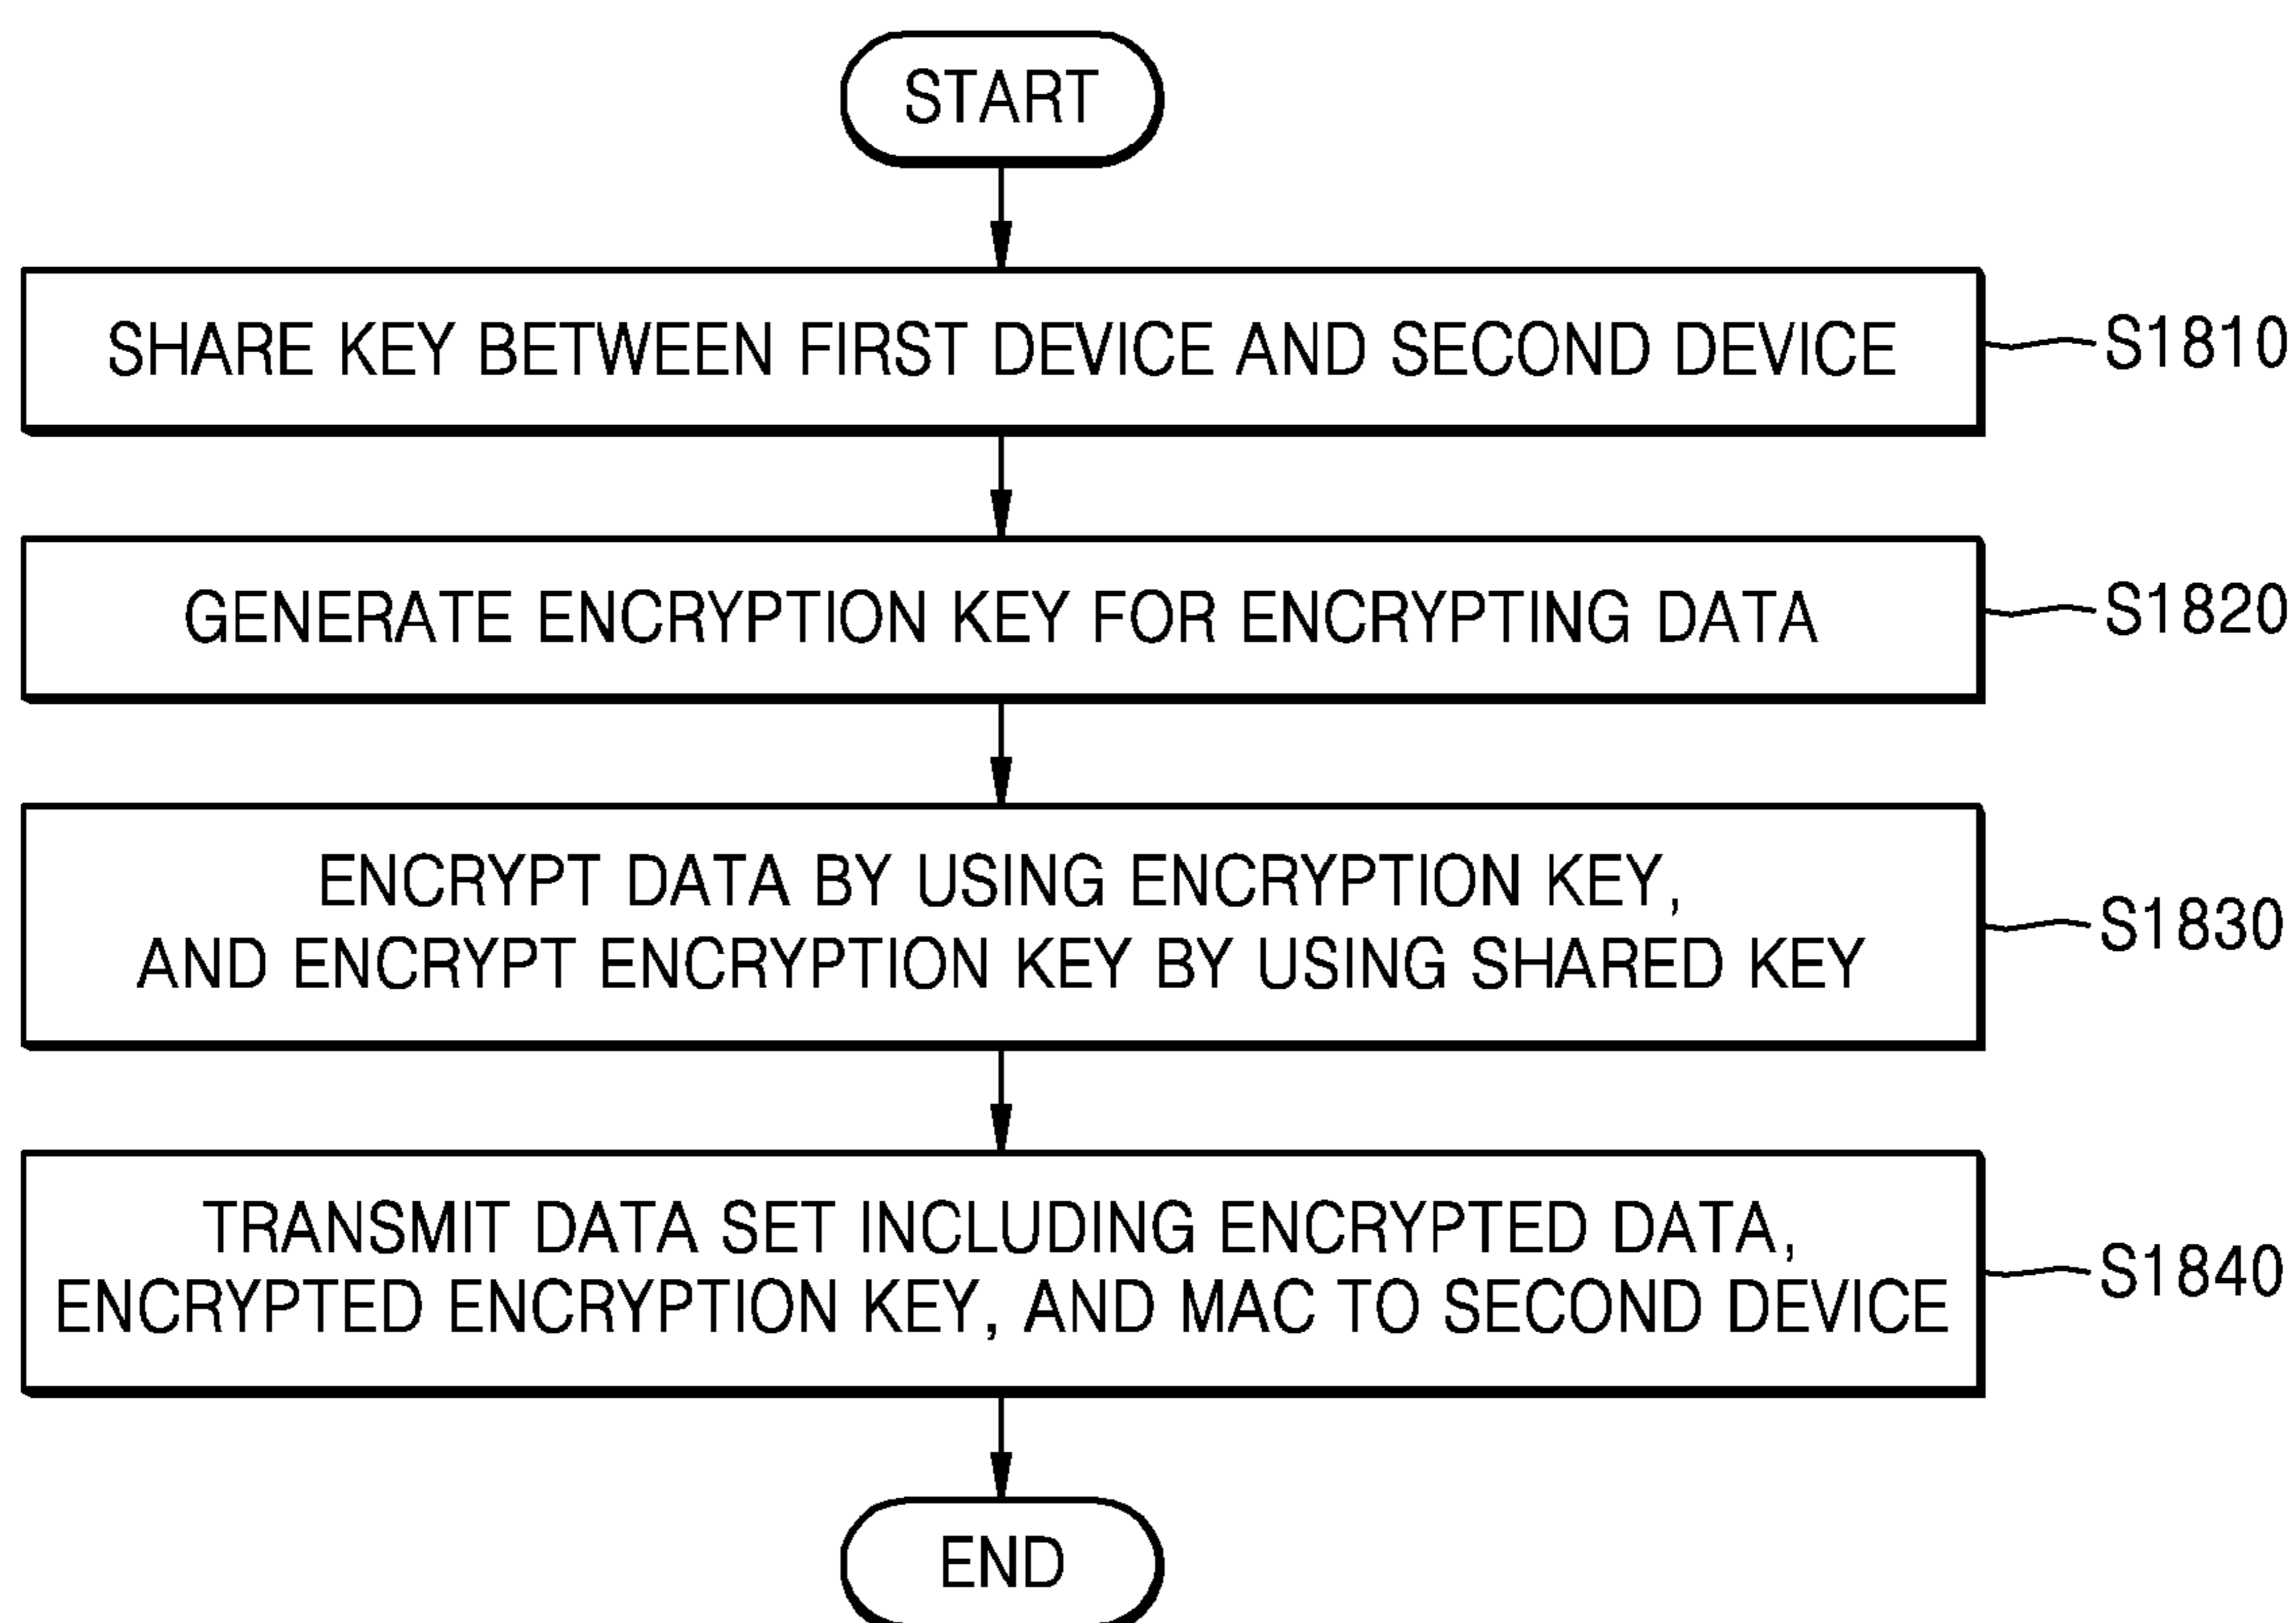 START
SHARE KEY BETWEEN FIRST DEVICE AND SECOND DEVICE
S1810
GENERATE ENCRYPTION KEY FOR ENCRYPTING DATA
S1820
ENCRYPT DATA BY USING ENCRYPTION KEY,
AND ENCRYPT ENCRYPTION KEY BY USING SHARED KEY
S1830
TRANSMIT DATA SET INCLUDING ENCRYPTED DATA,
ENCRYPTED ENCRYPTION KEY, AND MAC TO SECOND DEVICE
S1840
END